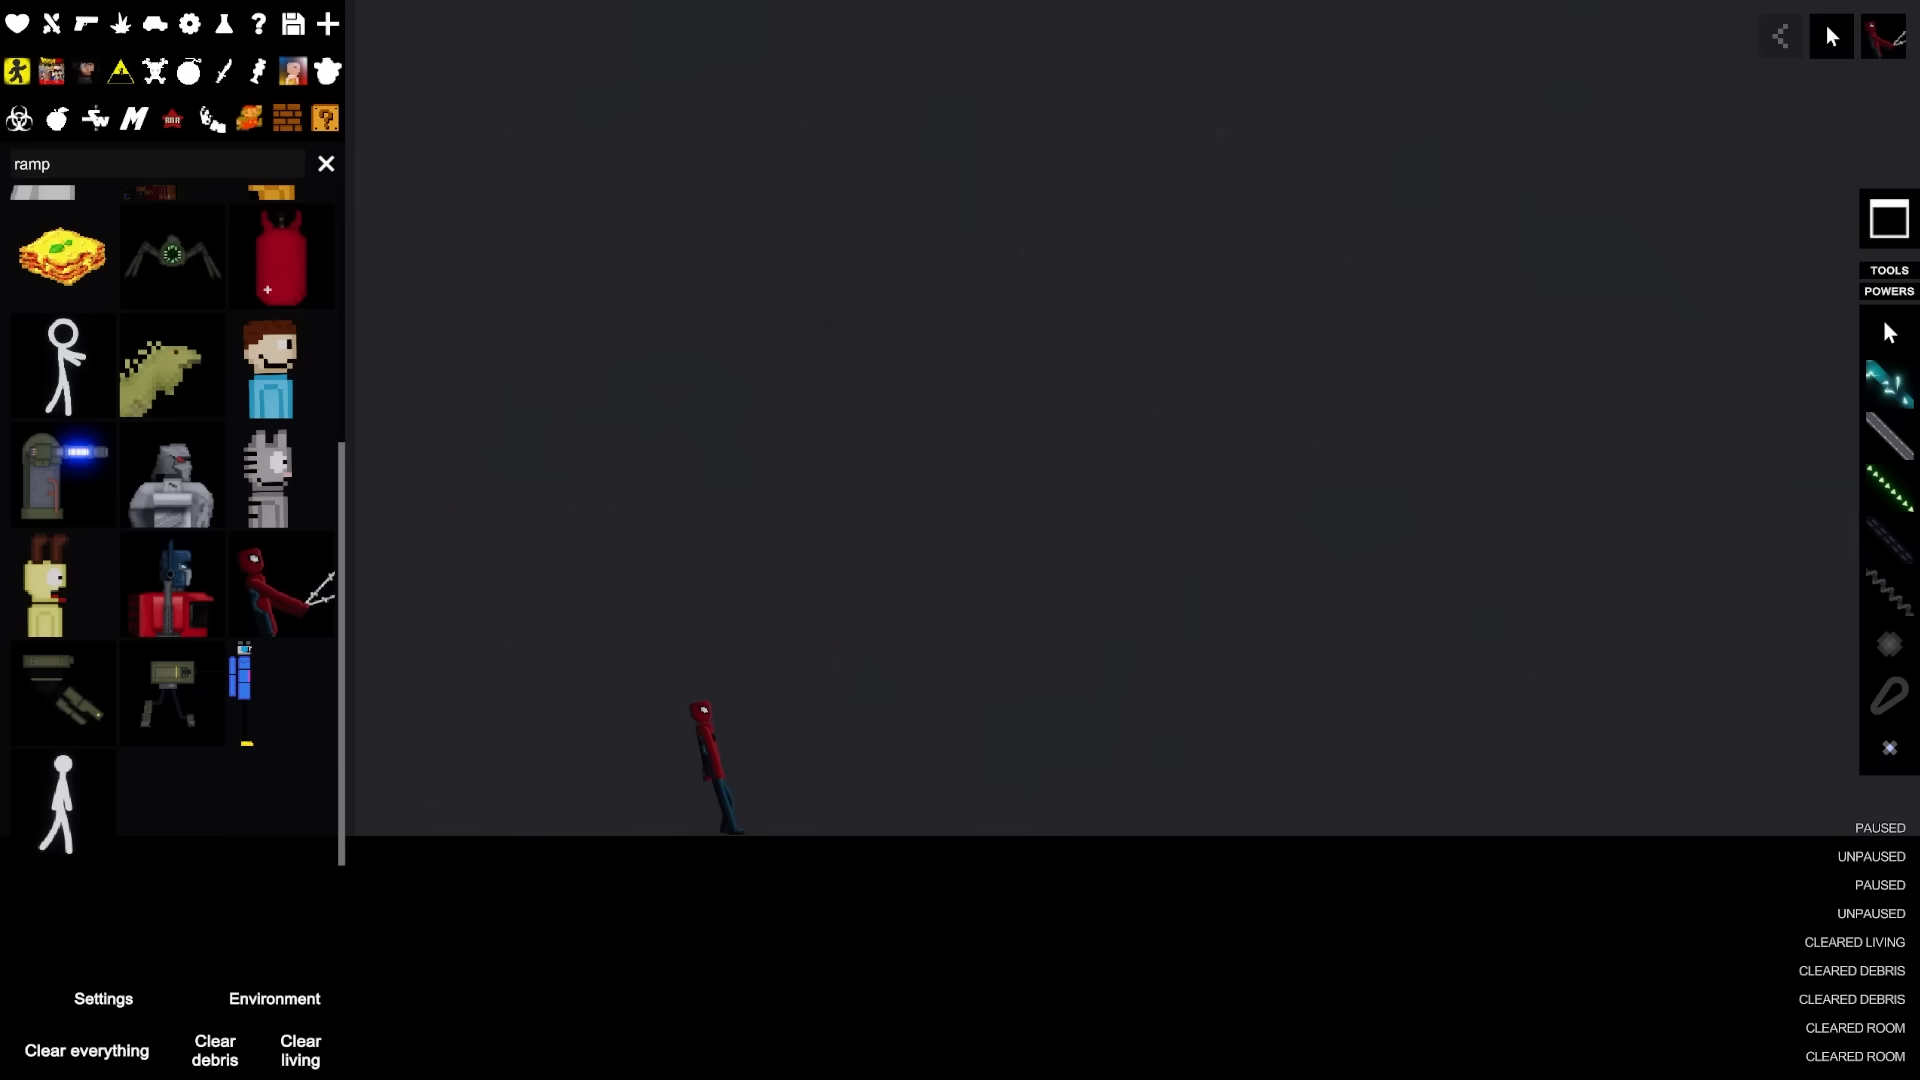 ramp
TOOLS
POWERS
PAUSED
UNPAUSED
PAUSED
UNPAUSED
CLEARED LIVING
CLEARED DEBRIS
CLEARED DEBRIS
CLEARED ROOM
CLEARED ROOM
Settings
Environment
Clear everything
Clear
debris
Clear
living